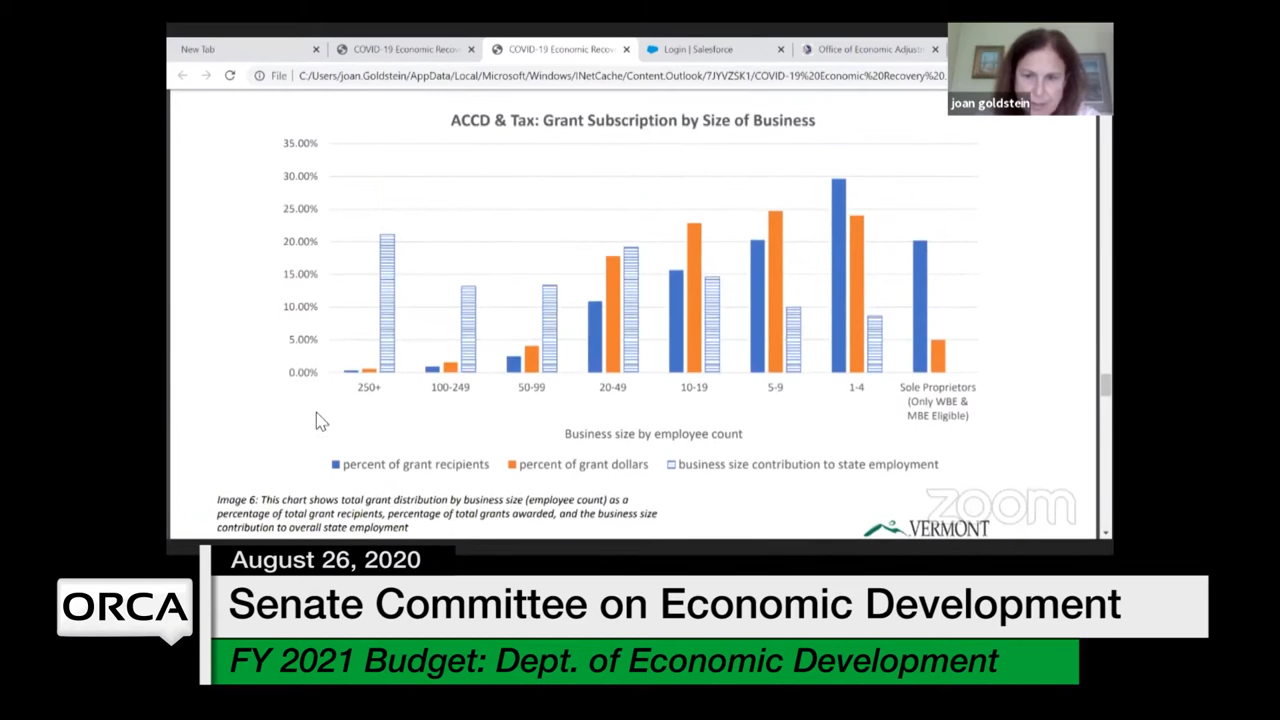 New Tab
COVID-19 Economic Recov
COVID-19 Economic Recov
Login | Salesforce
Office of Economic Adjustm
File
C:/Users/joan.Goldstein/AppData/Local/Microsoft/Windows/INetCache/Content.Outlook/7JYVZSK1/COVID-19%20Economic%20Recovery%20.
joan goldstein
ACCD & Tax: Grant Subscription by Size of Business
35.00%
30.00%
25.00%
20.00%
15.00%
10.00%
5.00%
0.00%
250+ 100-249 50-99 20-49 10-19 5-9 1-4 Sole Proprietors
(Only WBE &
MBE Eligible)
Business size by employee count
percent of grant recipients percent of grant dollars business size contribution to state employment
Image 6: This chart shows total grant distribution by business size (employee count) as a
percentage of total grant recipients, percentage of total grants awarded, and the business size
contribution to overall state employment
zoom
VERMONT
August 26, 2020
ORCA
Senate Committee on Economic Development
FY 2021 Budget: Dept. of Economic Development